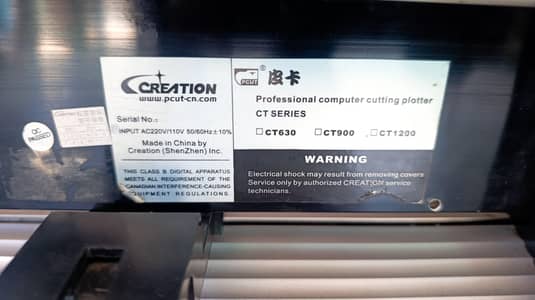 CREATION
www.pcut-cn.com
Serial No.:
INPUT AC220V/110V 50/60Hz ±10%
Made in China by
Creation (ShenZhen) Inc.
THIS CLASS B DIGITAL APPARATUS
MEETS ALL REQUIREMENT OF THE
CANADIAN INTERFERENCE-CAUSING
EQUIPMENT REGULATIONS.
PCUT 皮卡
Professional computer cutting plotter
CT SERIES
CT630 CT900 CT1200
WARNING
Electrical shock may result from removing covers
Service only by authorized CREATION service
technicians.
QC
PASSED